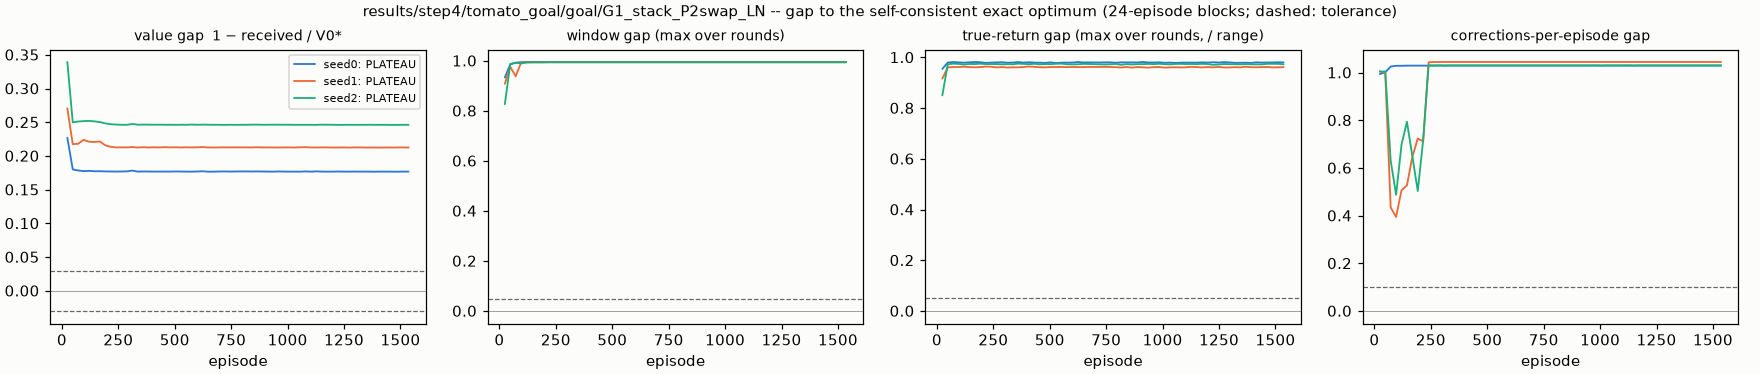 results/step4/tomato_goal/goal/G1_stack_P2swap_LN -- gap to the self-consistent exact optimum (24-episode blocks; dashed: tolerance)
value gap  1 − received / V0*
0.35
0.30
0.25
0.20
0.15
0.10
0.05
0.00
seed0: PLATEAU
seed1: PLATEAU
seed2: PLATEAU
0 250 500 750 1000 1250 1500
episode
window gap (max over rounds)
1.0
0.8
0.6
0.4
0.2
0.0
0 250 500 750 1000 1250 1500
episode
true-return gap (max over rounds, / range)
1.0
0.8
0.6
0.4
0.2
0.0
0 250 500 750 1000 1250 1500
episode
corrections-per-episode gap
1.0
0.8
0.6
0.4
0.2
0.0
0 250 500 750 1000 1250 1500
episode